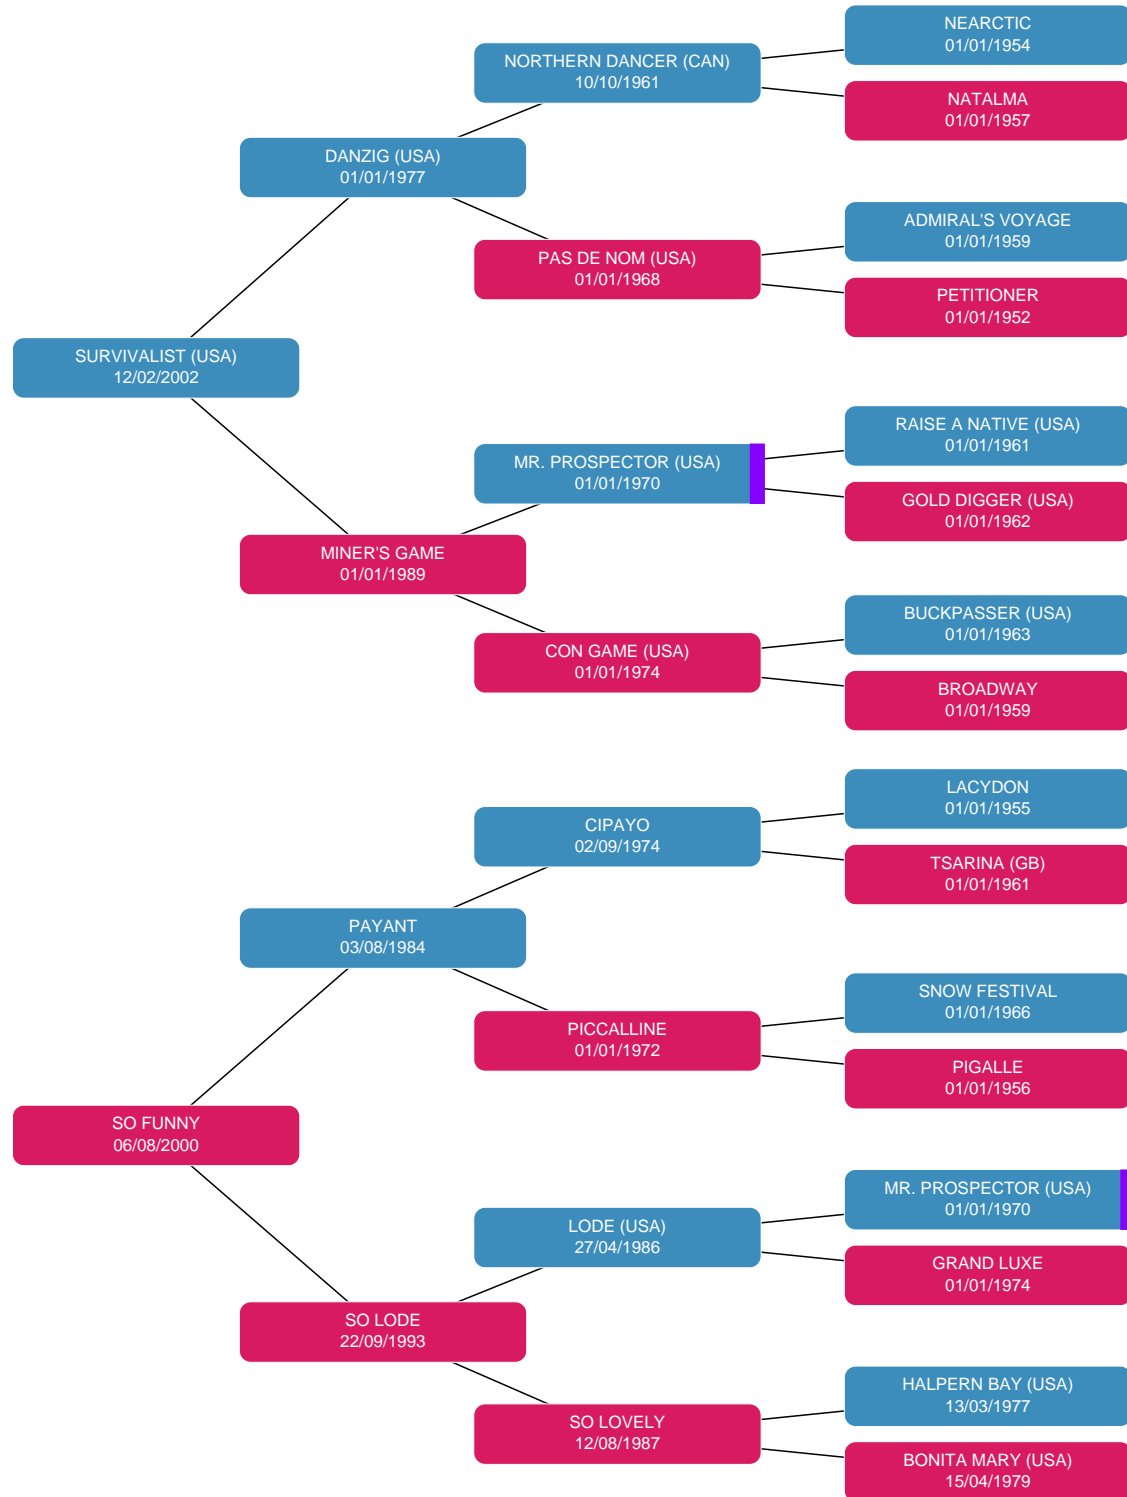 NEARCTIC
01/01/1954
NORTHERN DANCER (CAN)
10/10/1961
NATALMA
01/01/1957
DANZIG (USA)
01/01/1977
ADMIRAL'S VOYAGE
01/01/1959
PAS DE NOM (USA)
01/01/1968
PETITIONER
01/01/1952
SURVIVALIST (USA)
12/02/2002
RAISE A NATIVE (USA)
01/01/1961
MR. PROSPECTOR (USA)
01/01/1970
GOLD DIGGER (USA)
01/01/1962
MINER'S GAME
01/01/1989
BUCKPASSER (USA)
01/01/1963
CON GAME (USA)
01/01/1974
BROADWAY
01/01/1959
LACYDON
01/01/1955
CIPAYO
02/09/1974
TSARINA (GB)
01/01/1961
PAYANT
03/08/1984
SNOW FESTIVAL
01/01/1966
PICCALLINE
01/01/1972
PIGALLE
01/01/1956
SO FUNNY
06/08/2000
MR. PROSPECTOR (USA)
01/01/1970
LODE (USA)
27/04/1986
GRAND LUXE
01/01/1974
SO LODE
22/09/1993
HALPERN BAY (USA)
13/03/1977
SO LOVELY
12/08/1987
BONITA MARY (USA)
15/04/1979